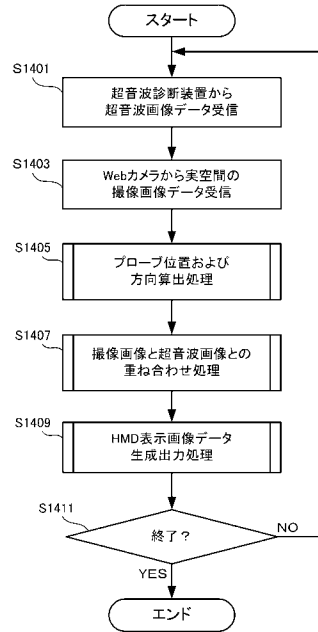 スタート
S1401
超音波診断装置から
超音波画像データ受信
S1403
Webカメラから実空間の
撮像画像データ受信
S1405
プローブ位置および
方向算出処理
S1407
撮像画像と超音波画像との
重ね合わせ処理
S1409
HMD表示画像データ
生成出力処理
S1411
終了？
NO
YES
エンド